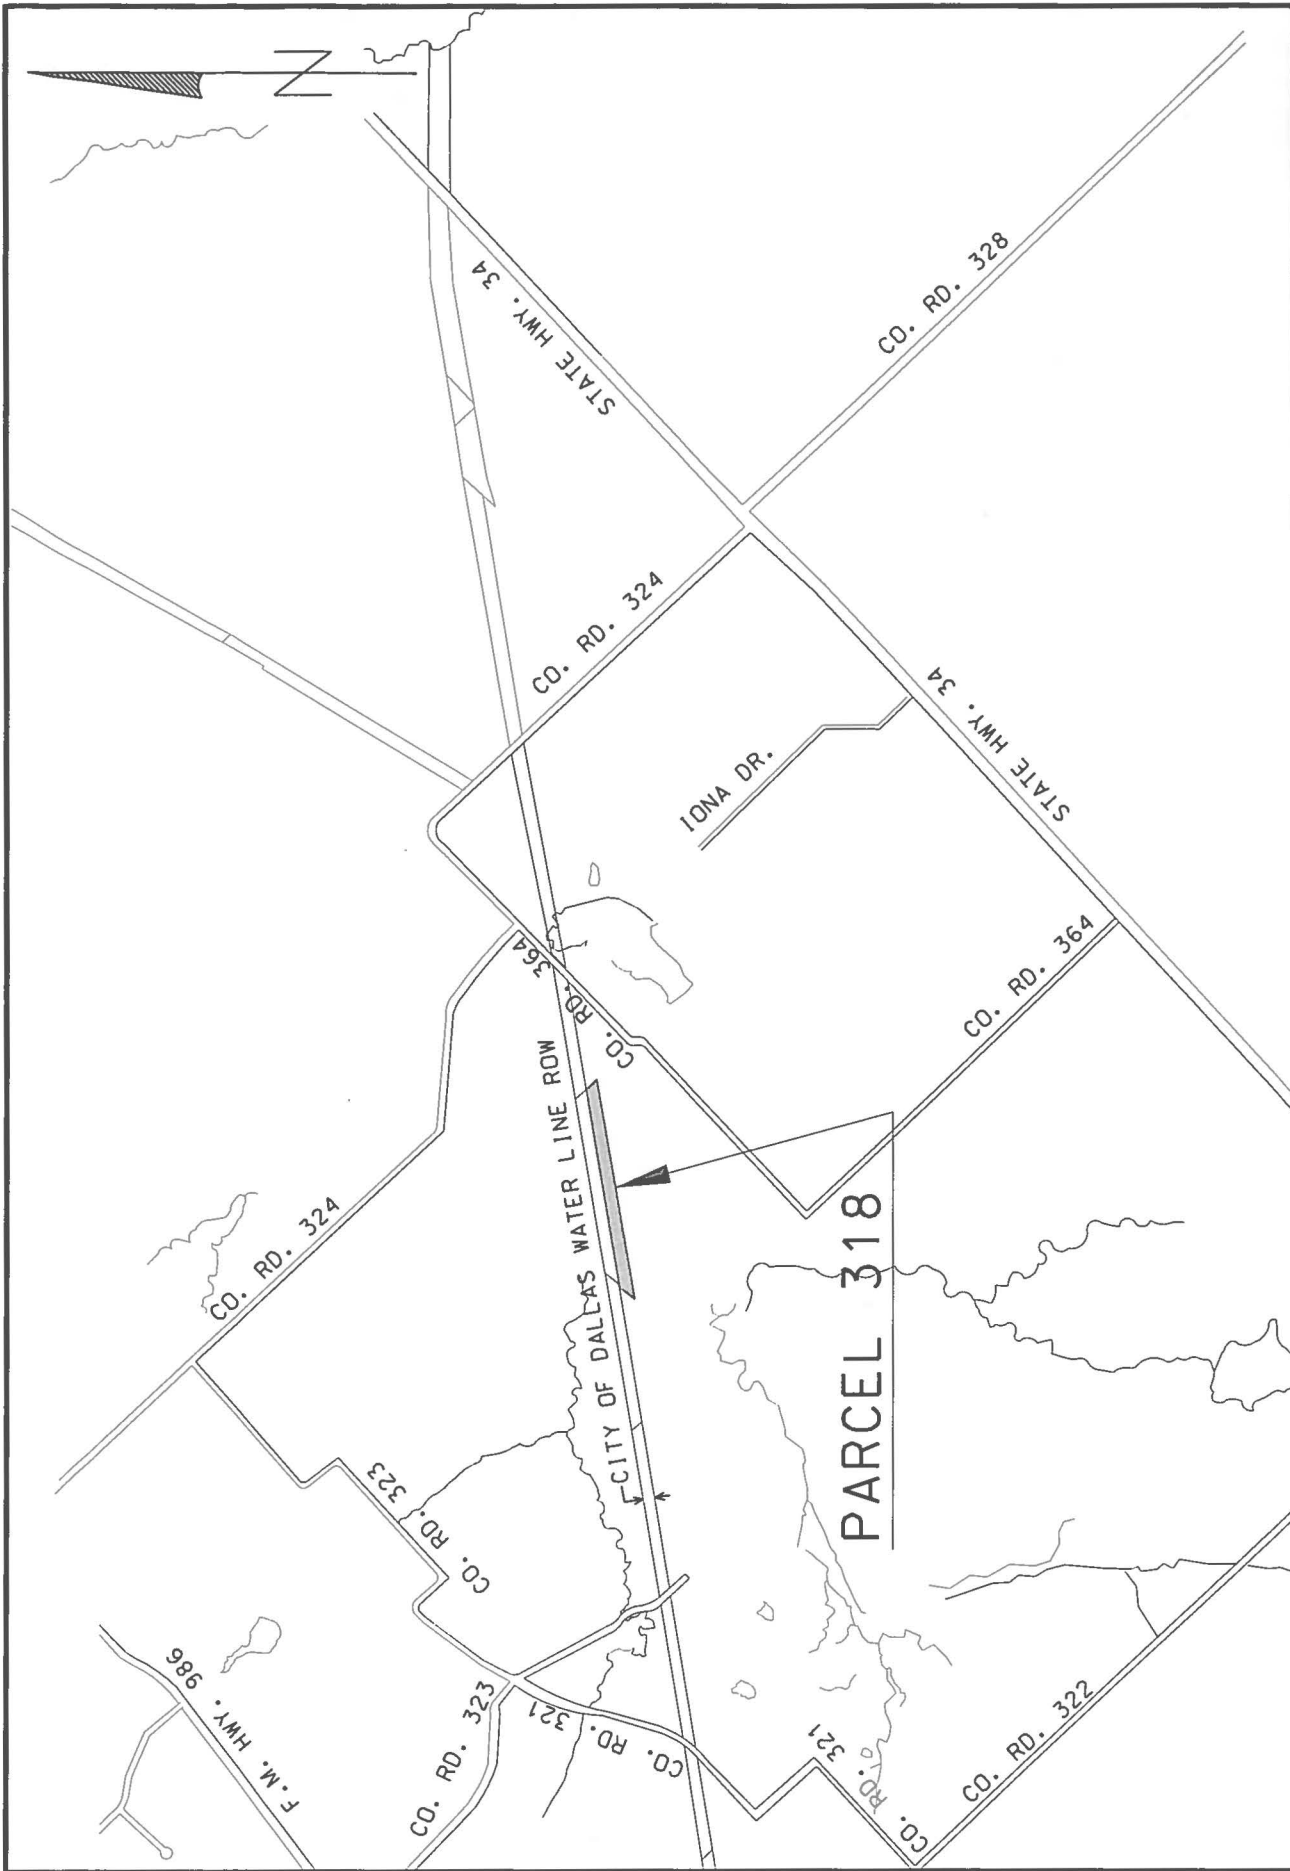 N
STATE HWY. 34
CO. RD. 328
CO. RD. 324
IONA DR.
STATE HWY. 34
CO. RD. 364
CO. RD. 364
CITY OF DALLAS WATER LINE ROW
CO. RD. 324
PARCEL 318
CO. RD. 323
F.M. HWY. 986
CO. RD. 323
CO. RD. 321
CO. RD. 321
CO. RD. 322